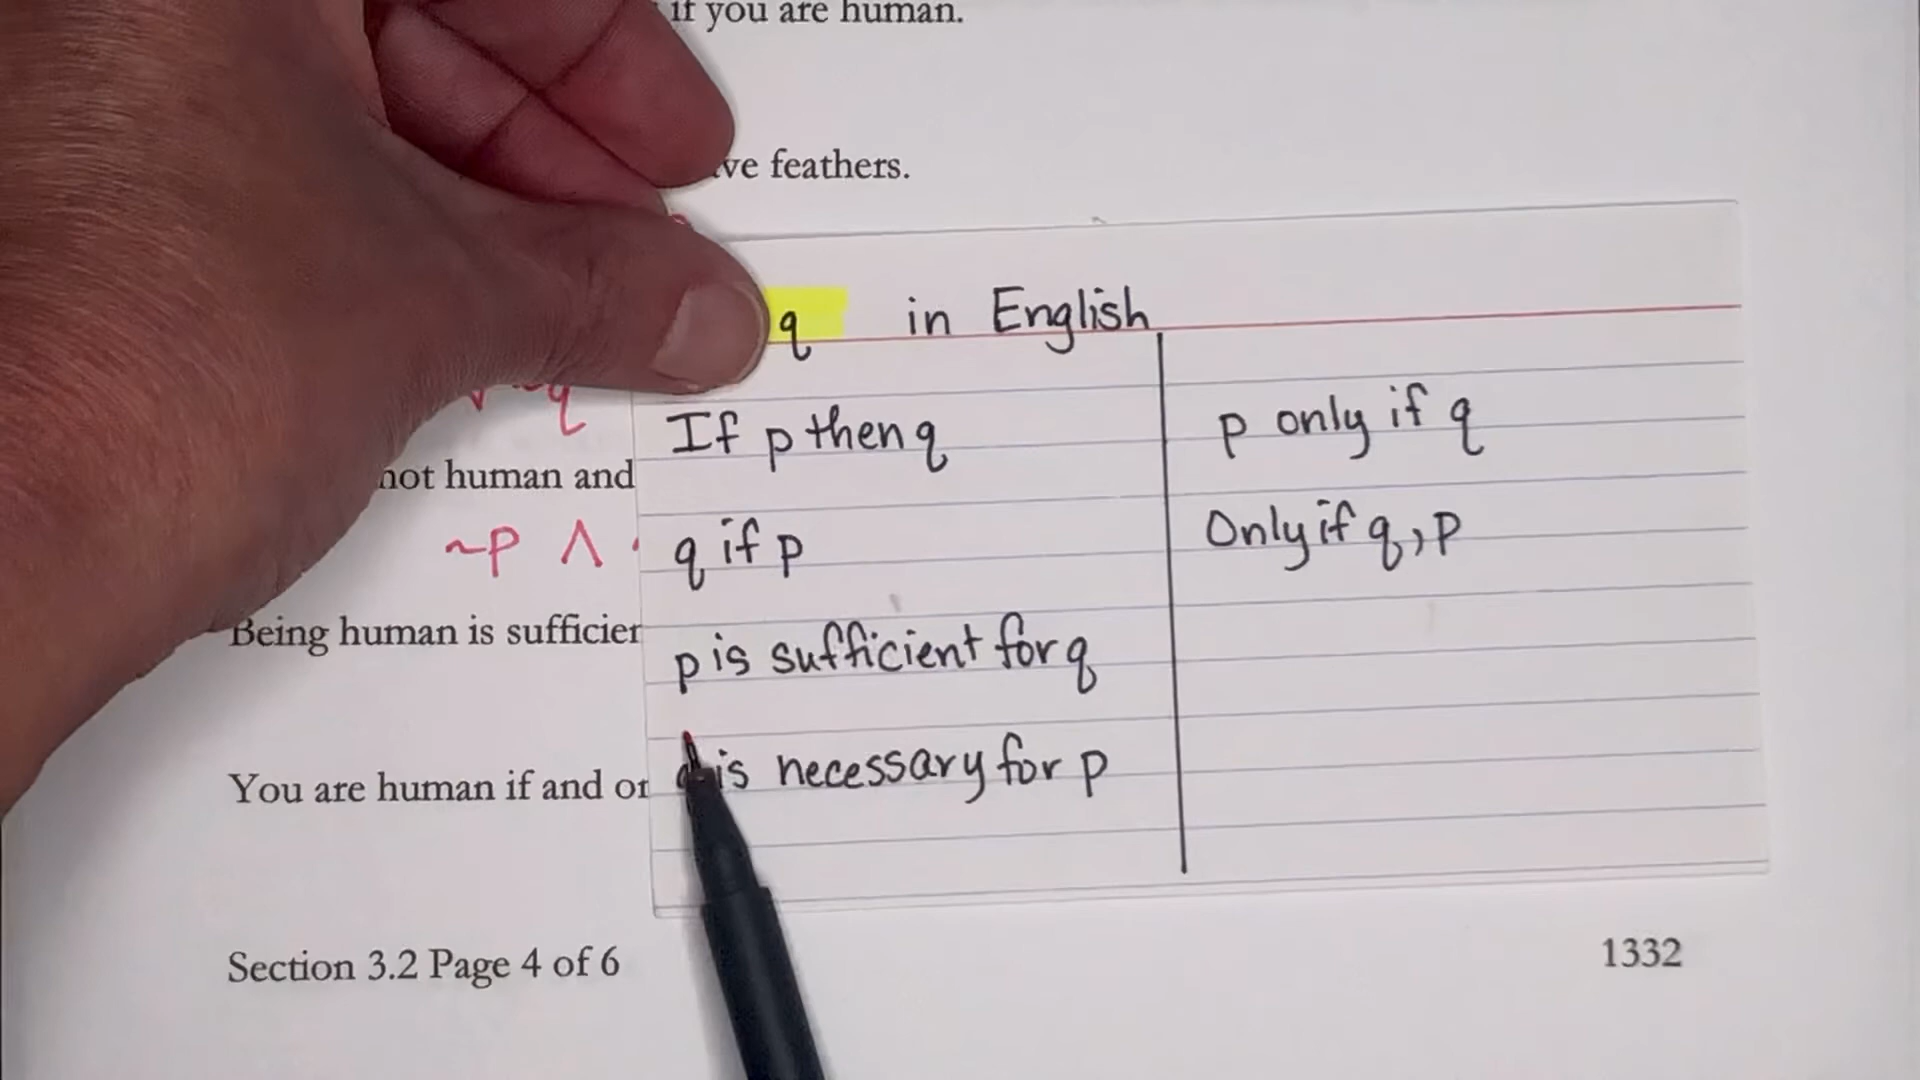 if you are human.
ve feathers.
q in English
q
If p then q
p only if q
not human and
q if p
Only if q, p
~p ∧
Being human is
p is sufficient for q
is necessary for p
You are human if and
Section 3.2 Page 4 of 6
1332